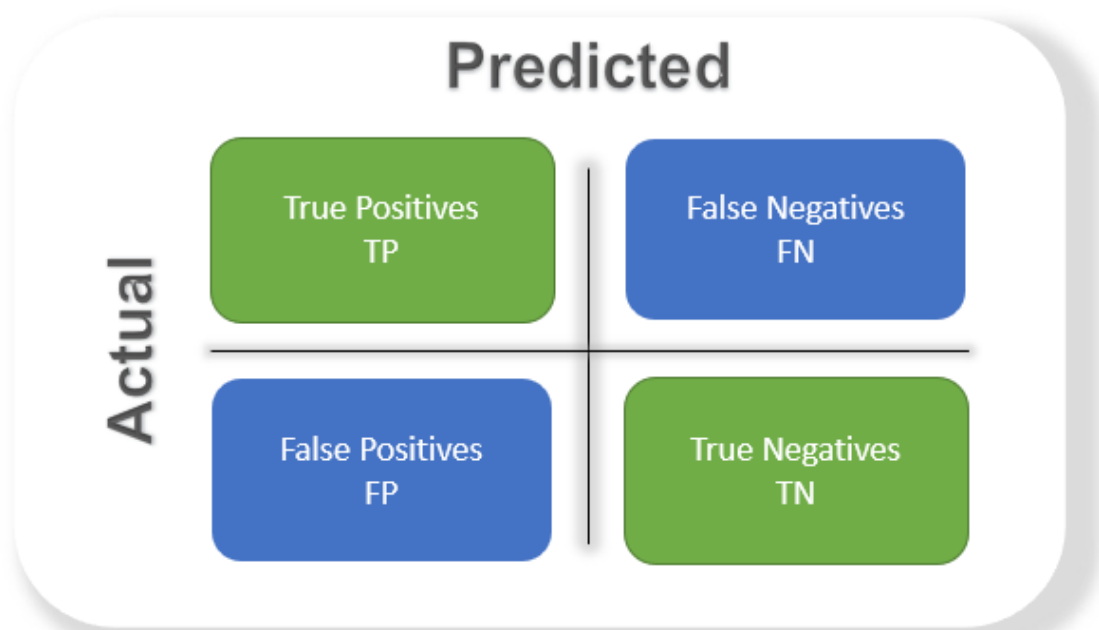 Predicted
Actual
True Positives
TP
False Negatives
FN
False Positives
FP
True Negatives
TN